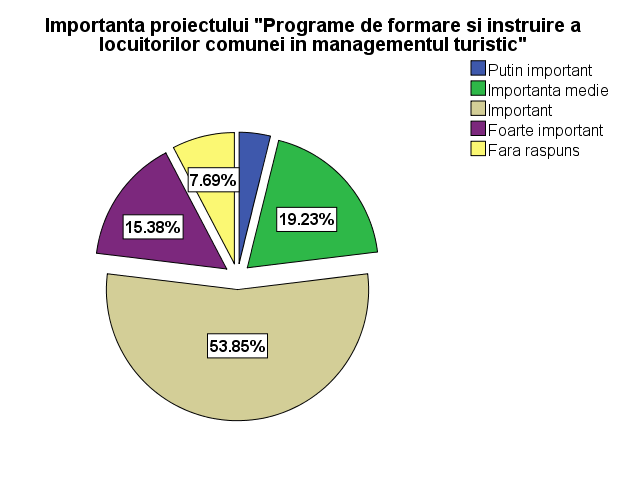 Importanta proiectului "Programe de formare si instruire a
locuitorilor comunei in managementul turistic"
Putin important
Importanta medie
Important
Foarte important
Fara raspuns
7.69%
19.23%
15.38%
53.85%